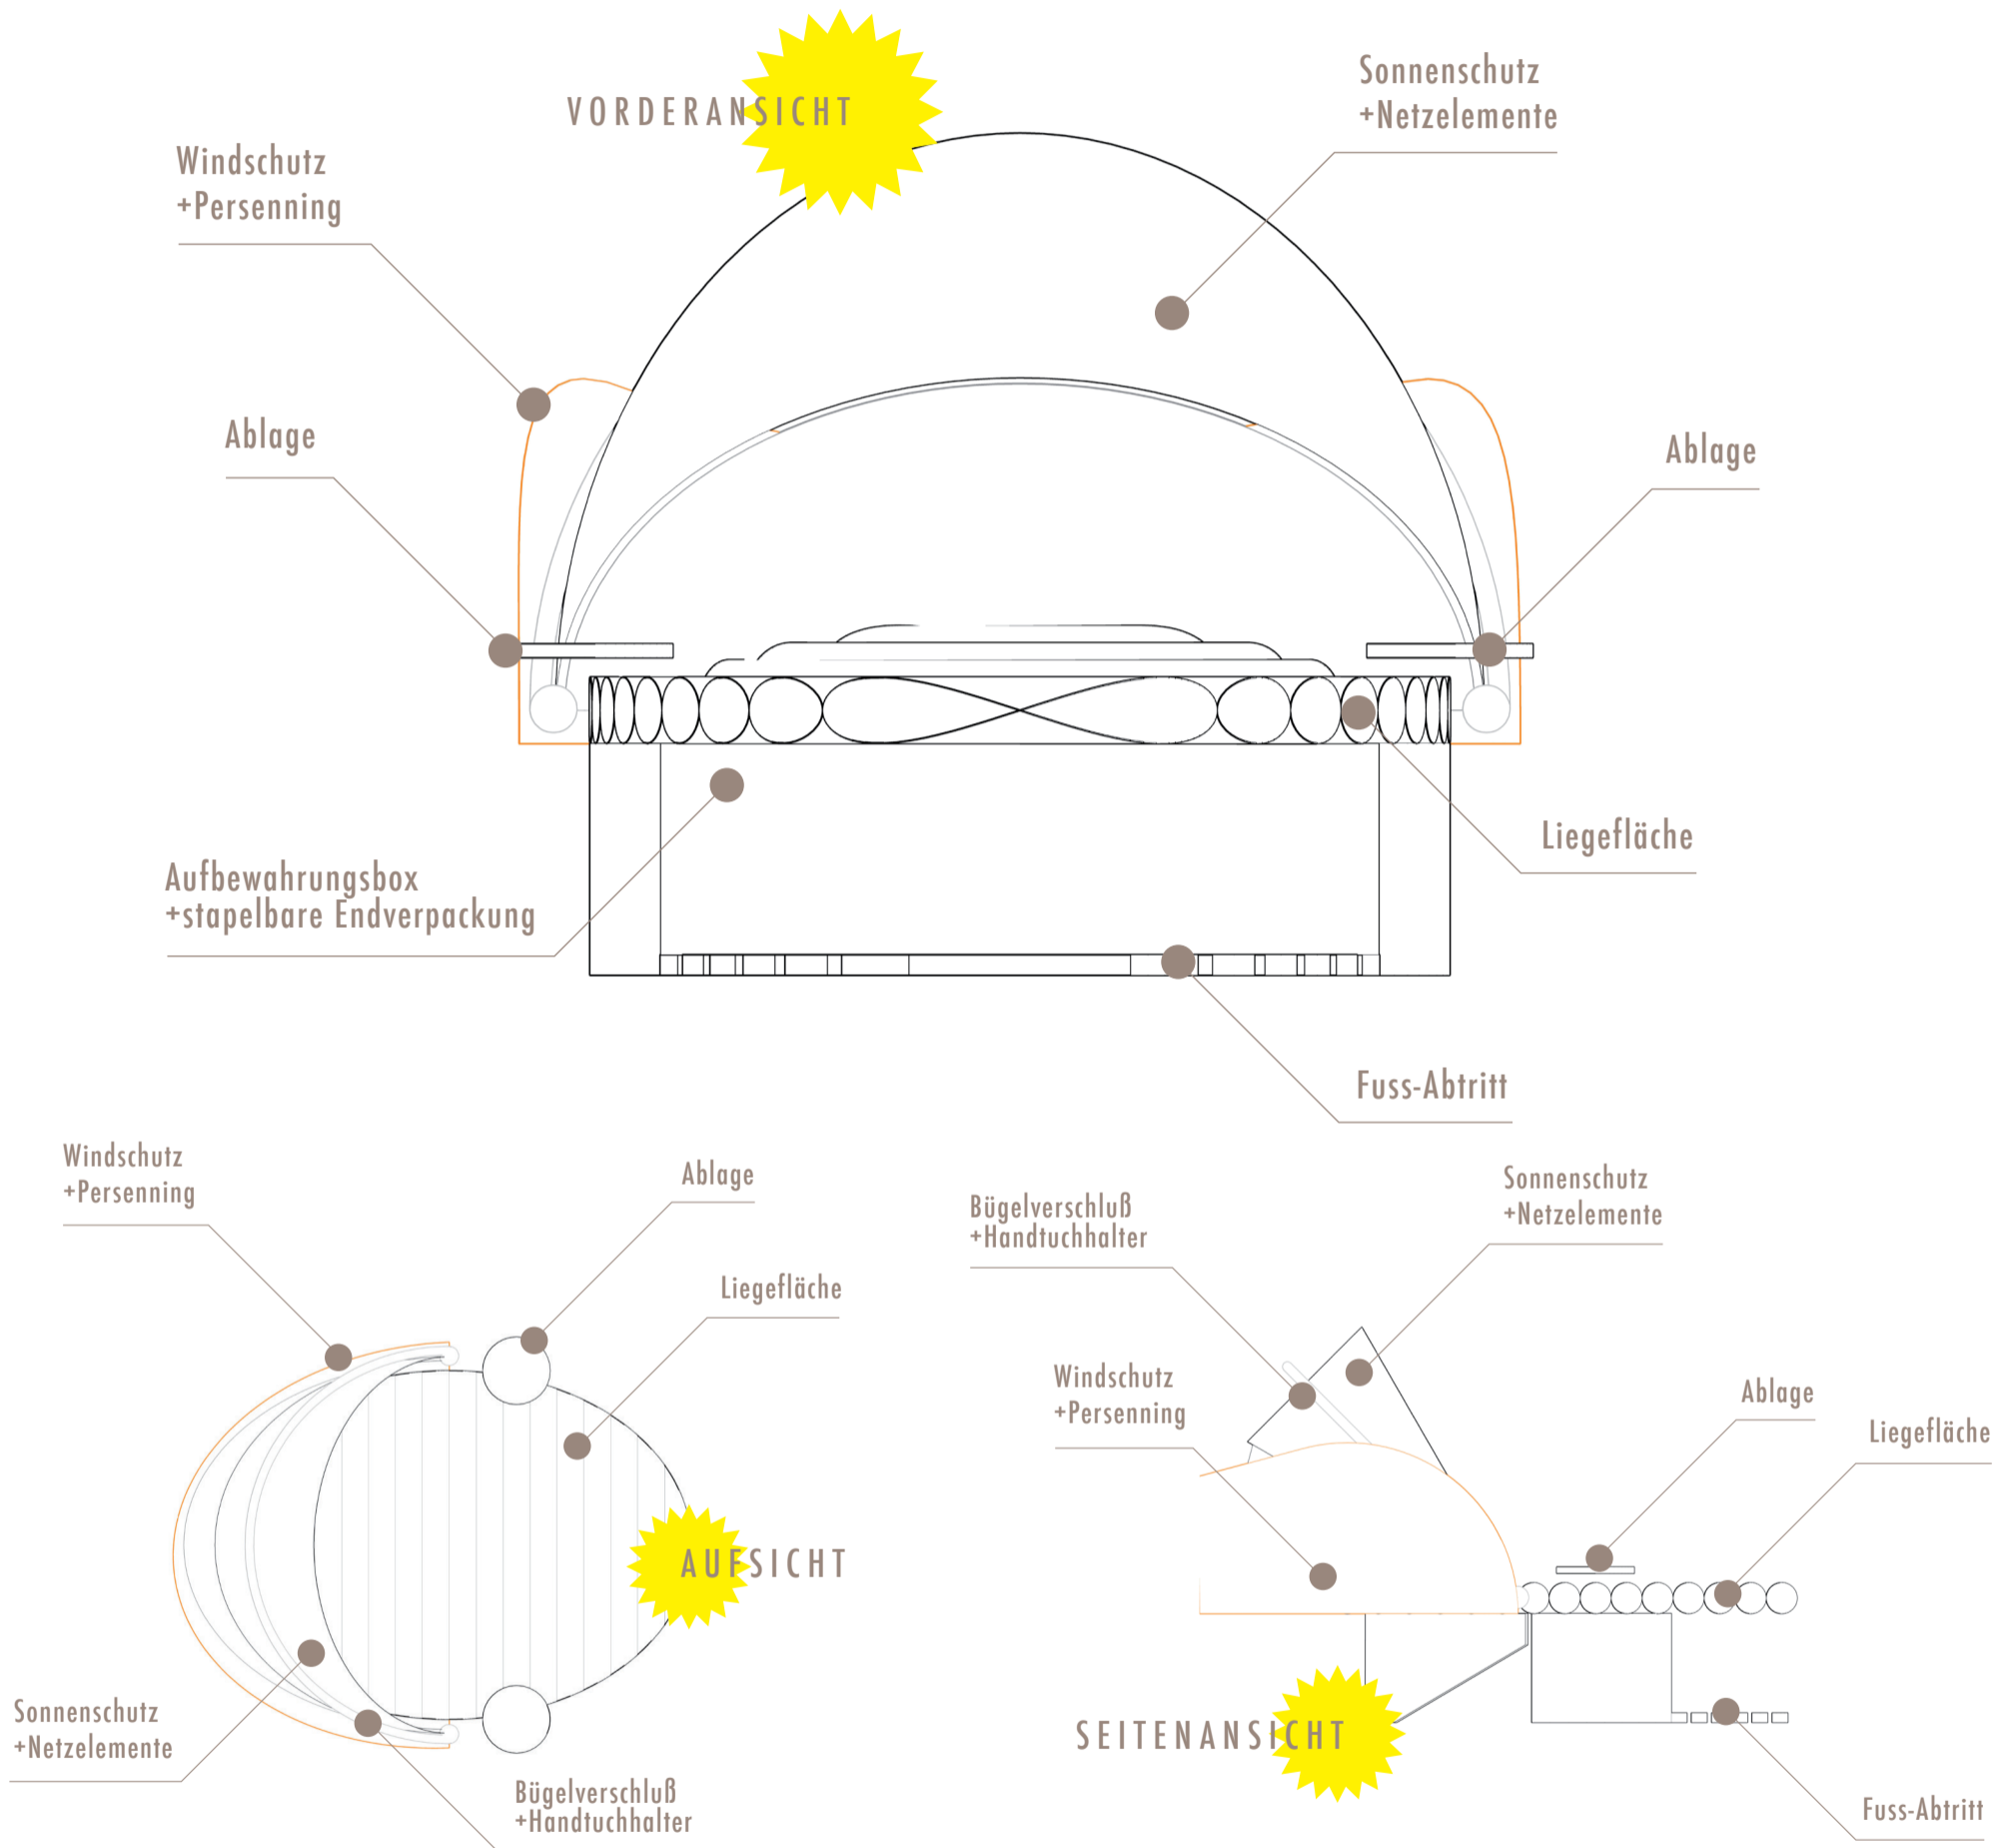 VORDERANSICHT
Sonnenschutz
+Netzelemente
Windschutz
+Persenning
Ablage
Ablage
Liegefläche
Aufbewahrungsbox
+stapelbare Endverpackung
Fuss-Abtritt
Windschutz
+Persenning
Ablage
Liegefläche
AUFSICHT
Sonnenschutz
+Netzelemente
Bügelverschluß
+Handtuchhalter
Bügelverschluß
+Handtuchhalter
Sonnenschutz
+Netzelemente
Windschutz
+Persenning
Ablage
Liegefläche
SEITENANSICHT
Fuss-Abtritt